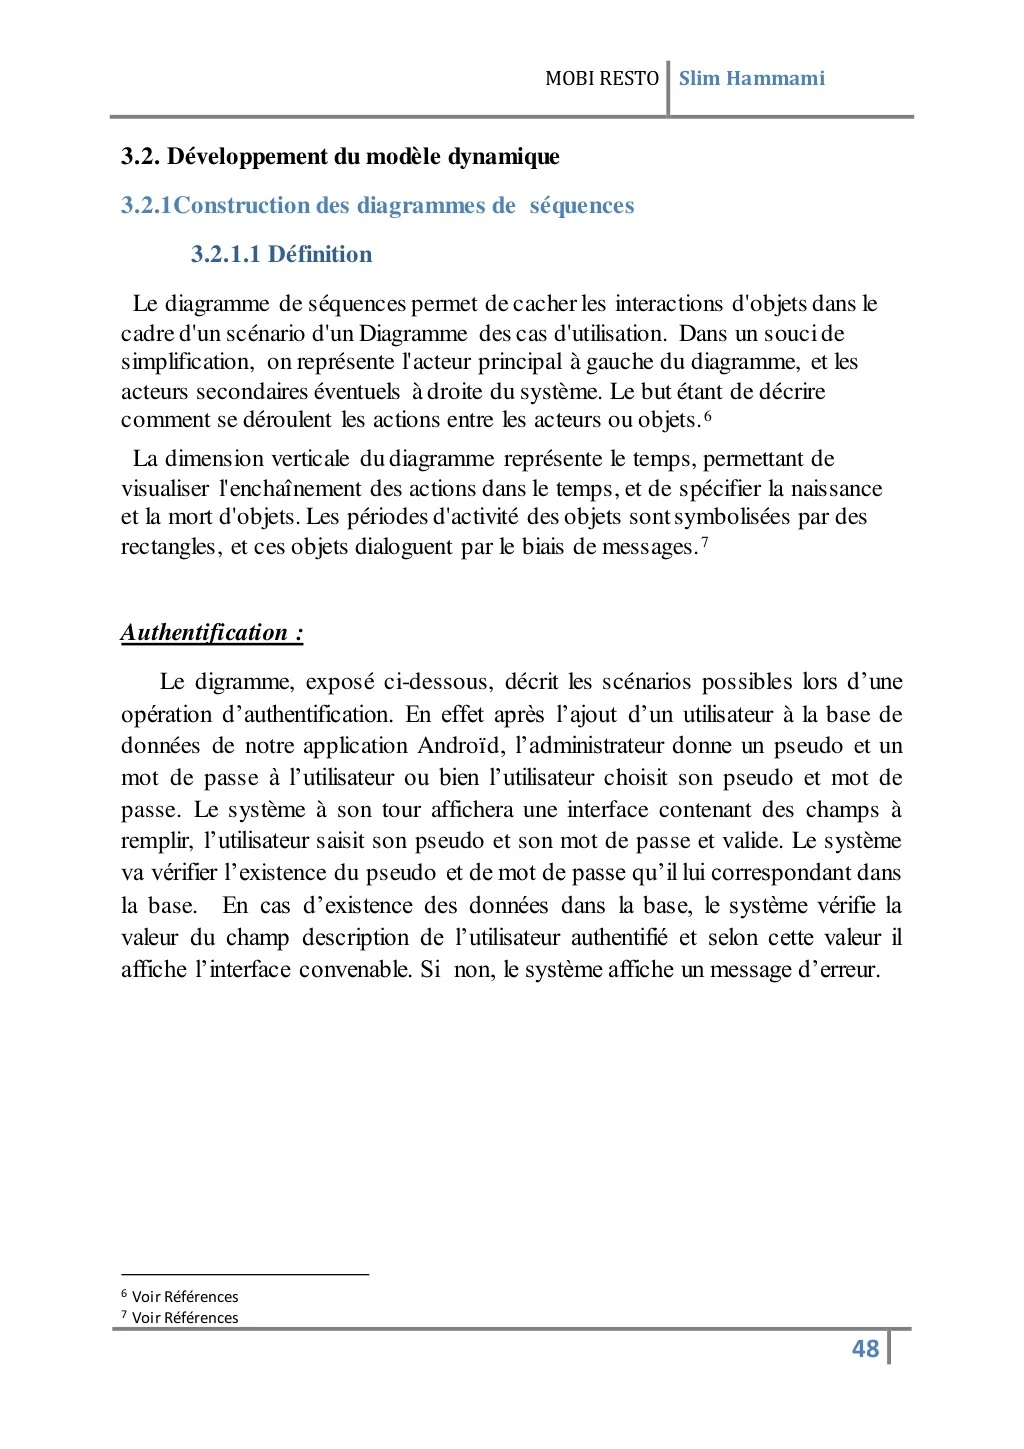 MOBI RESTO Slim Hammami
3.2. Développement du modèle dynamique
3.2.1Construction des diagrammes de séquences
3.2.1.1 Définition
Le diagramme de séquences permet de cacher les interactions d'objets dans le
cadre d'un scénario d'un Diagramme des cas d'utilisation. Dans un souci de
simplification, on représente l'acteur principal à gauche du diagramme, et les
acteurs secondaires éventuels à droite du système. Le but étant de décrire
comment se déroulent les actions entre les acteurs ou objets.⁶
La dimension verticale du diagramme représente le temps, permettant de
visualiser l'enchaînement des actions dans le temps, et de spécifier la naissance
et la mort d'objets. Les périodes d'activité des objets sont symbolisées par des
rectangles, et ces objets dialoguent par le biais de messages.⁷
Authentification :
Le digramme, exposé ci-dessous, décrit les scénarios possibles lors d’une
opération d’authentification. En effet après l’ajout d’un utilisateur à la base de
données de notre application Androïd, l’administrateur donne un pseudo et un
mot de passe à l’utilisateur ou bien l’utilisateur choisit son pseudo et mot de
passe. Le système à son tour affichera une interface contenant des champs à
remplir, l’utilisateur saisit son pseudo et son mot de passe et valide. Le système
va vérifier l’existence du pseudo et de mot de passe qu’il lui correspondant dans
la base. En cas d’existence des données dans la base, le système vérifie la
valeur du champ description de l’utilisateur authentifié et selon cette valeur il
affiche l’interface convenable. Si non, le système affiche un message d’erreur.
⁶ Voir Références
⁷ Voir Références
48